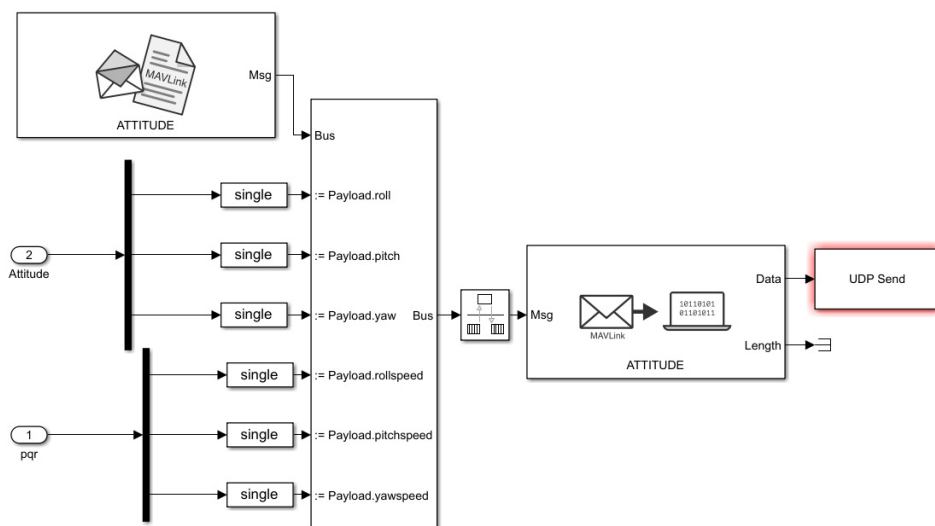 MAVLink
Msg
ATTITUDE
Bus
single
:= Payload.roll
2
Attitude
single
:= Payload.pitch
single
:= Payload.yaw
Bus
Msg
MAVLink
10110101
01101011
ATTITUDE
Data
Length
UDP Send
single
:= Payload.rollspeed
1
pqr
single
:= Payload.pitchspeed
single
:= Payload.yawspeed